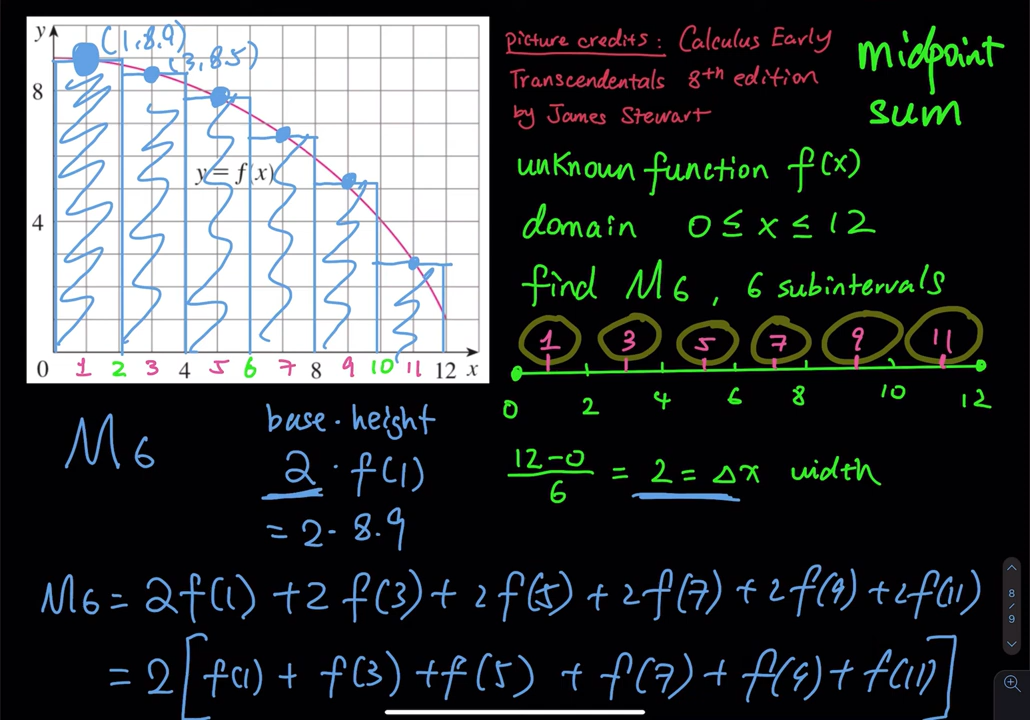 y
(1,8.9)
(3,8.5)
8
y = f(x)
4
0 1 2 3 4 5 6 7 8 9 10 11 12 x
Picture credits: Calculus Early
Transcendentals 8th edition
by James Stewart
midpoint
sum
unknown function f(x)
domain 0 ≤ x ≤ 12
find M6, 6 subintervals
1 3 5 7 9 11
0 2 4 6 8 10 12
12-0/6 = 2 = Δx width
M6
base · height
2 · f(1)
= 2 · 8.9
M6 = 2f(1) + 2f(3) + 2f(5) + 2f(7) + 2f(9) + 2f(11)
= 2[f(1) + f(3) + f(5) + f(7) + f(9) + f(11)]
8
/
9